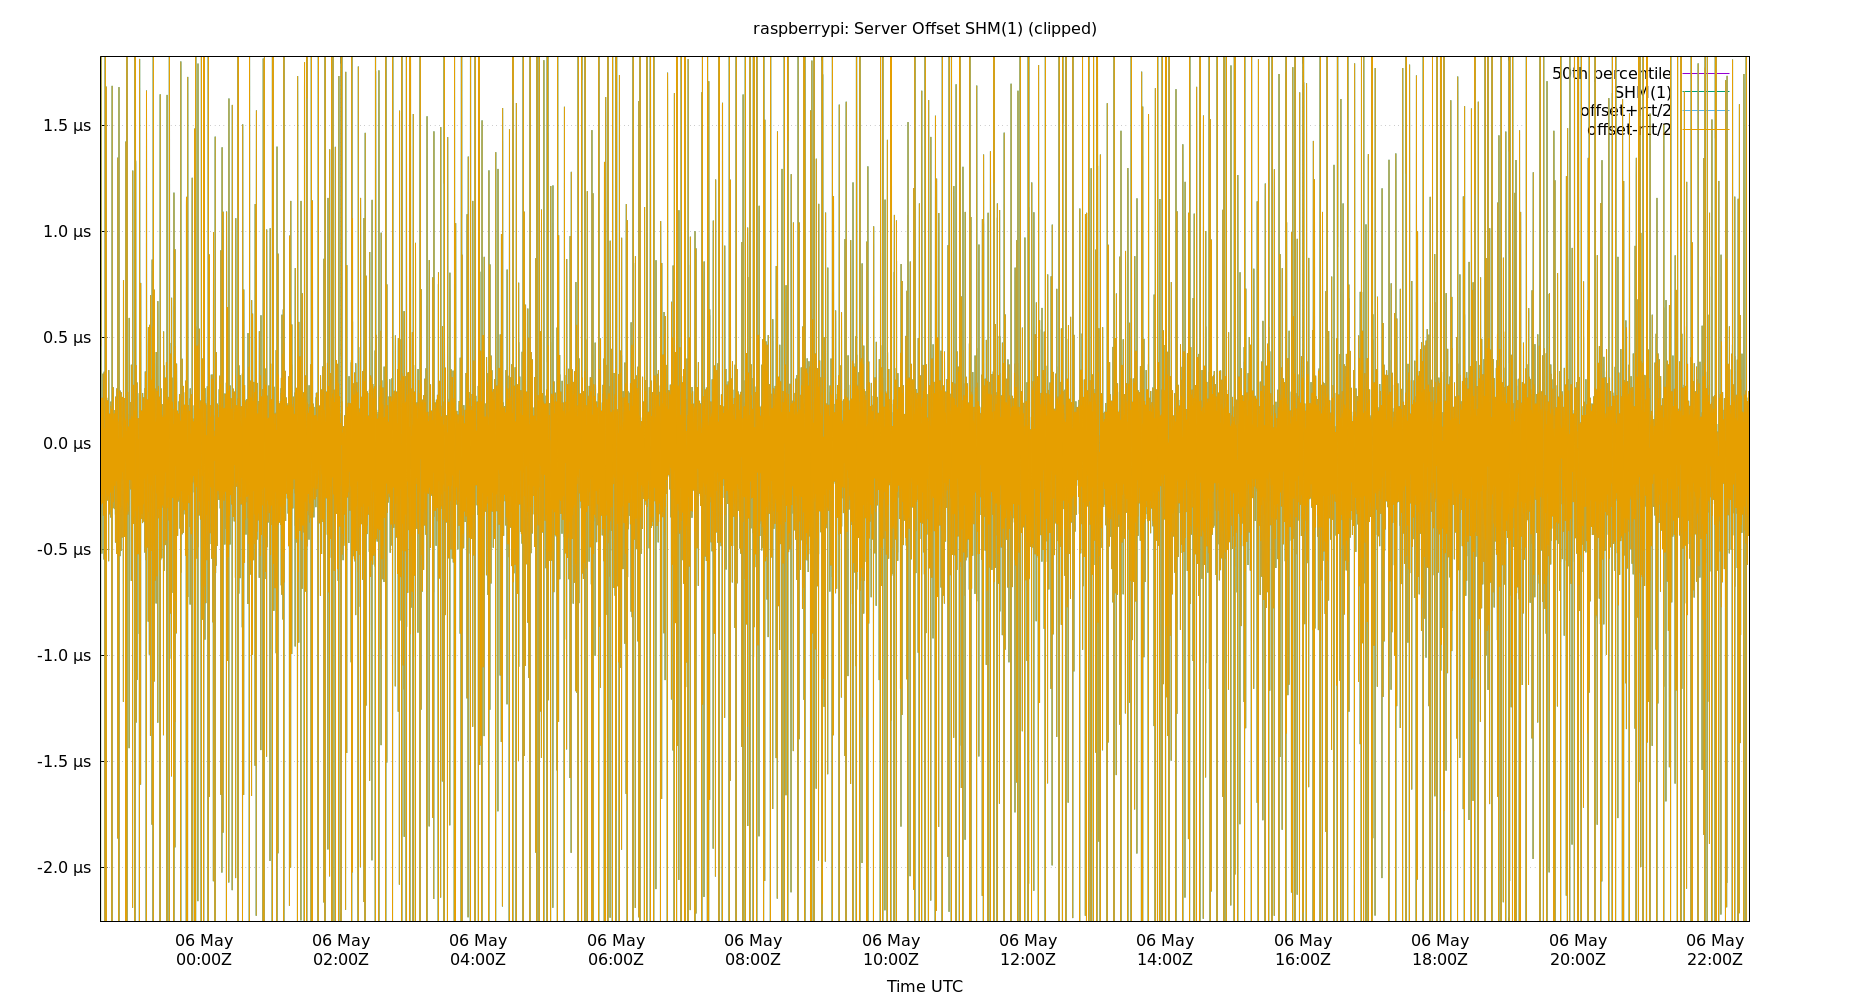 raspberrypi: Server Offset SHM(1) (clipped)
50th percentile
SHM(1)
offset+rtt/2
offset-rtt/2
1.5 µs
1.0 µs
0.5 µs
0.0 µs
-0.5 µs
-1.0 µs
-1.5 µs
-2.0 µs
06 May 06 May 06 May 06 May 06 May 06 May 06 May 06 May 06 May 06 May 06 May 06 May
00:00Z 02:00Z 04:00Z 06:00Z 08:00Z 10:00Z 12:00Z 14:00Z 16:00Z 18:00Z 20:00Z 22:00Z
Time UTC